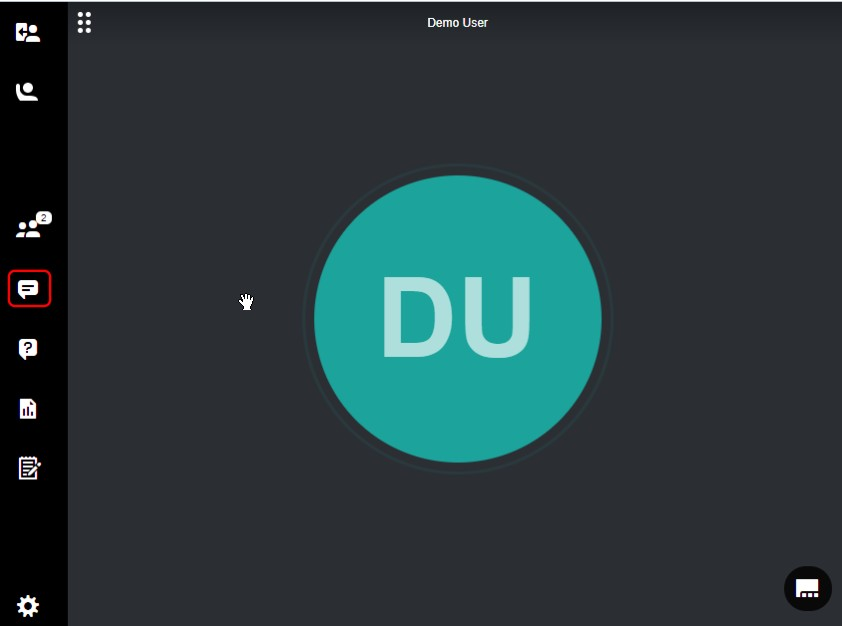 Demo User
2
DU
?